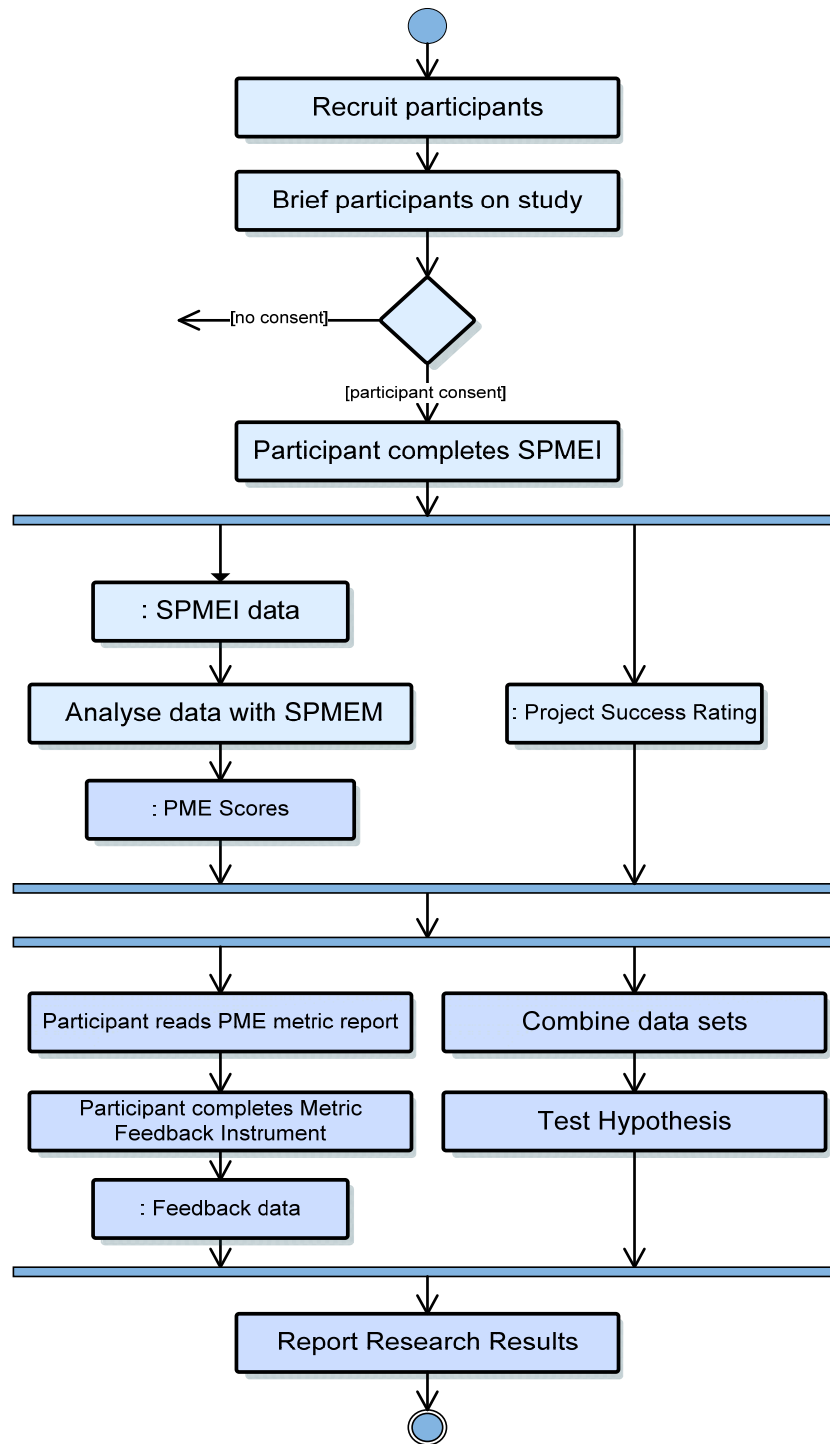 Recruit participants
Brief participants on study
[no consent]
[participant consent]
Participant completes SPMEI
: SPMEI data
Analyse data with SPMEM
: Project Success Rating
: PME Scores
Participant reads PME metric report
Combine data sets
Participant completes Metric
Feedback Instrument
Test Hypothesis
: Feedback data
Report Research Results